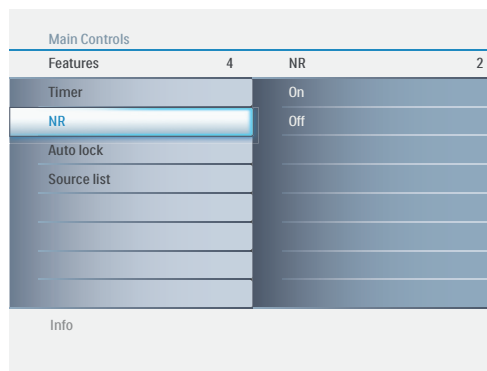 Main Controls
Features 4 NR 2
Timer On
NR Off
Auto lock
Source list
Info